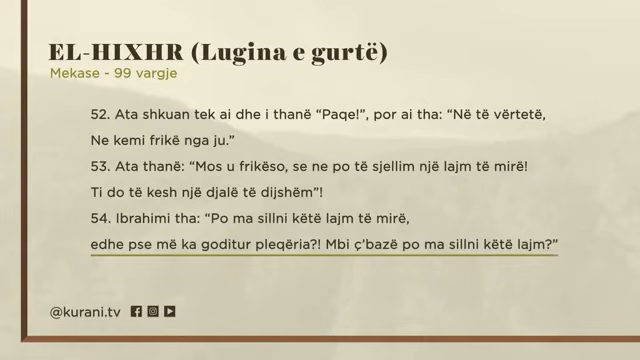 EL-HIXHR (Lugina e gurtë)
Mekase - 99 vargje
52. Ata shkuan tek ai dhe i thanë “Paqe!”, por ai tha: “Në të vërtetë,
Ne kemi frikë nga ju.”
53. Ata thanë: “Mos u frikëso, se ne po të sjellim një lajm të mirë!
Ti do të kesh një djalë të dijshëm”!
54. Ibrahimi tha: “Po ma sillni këtë lajm të mirë,
edhe pse më ka goditur pleqëria?! Mbi ç’bazë po ma sillni këtë lajm?”
@kurani.tv